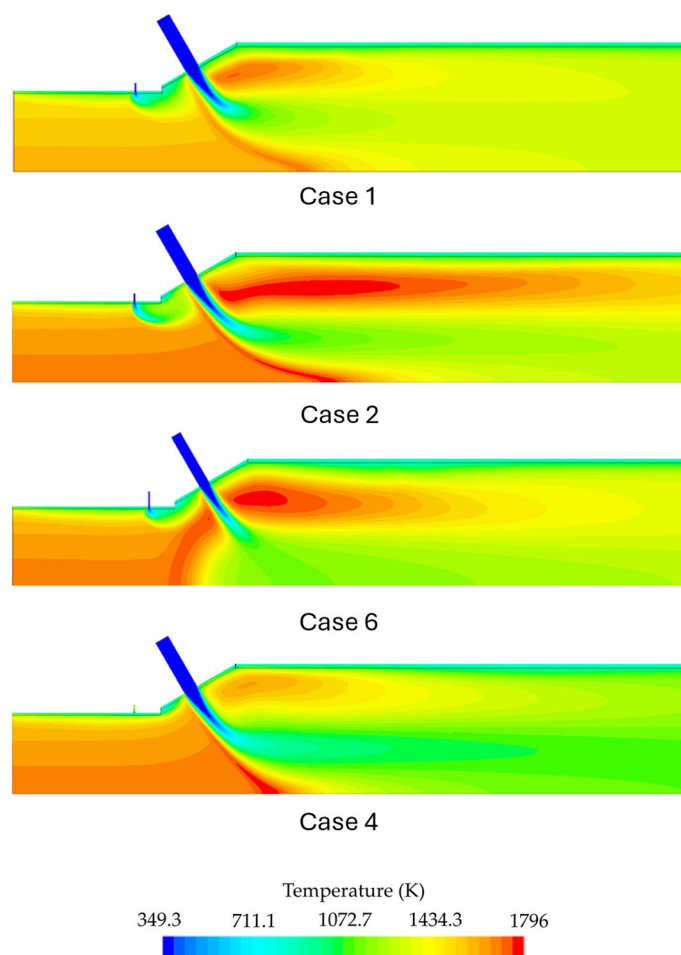 Case 1
Case 2
Case 6
Case 4
Temperature (K)
349.3 711.1 1072.7 1434.3 1796